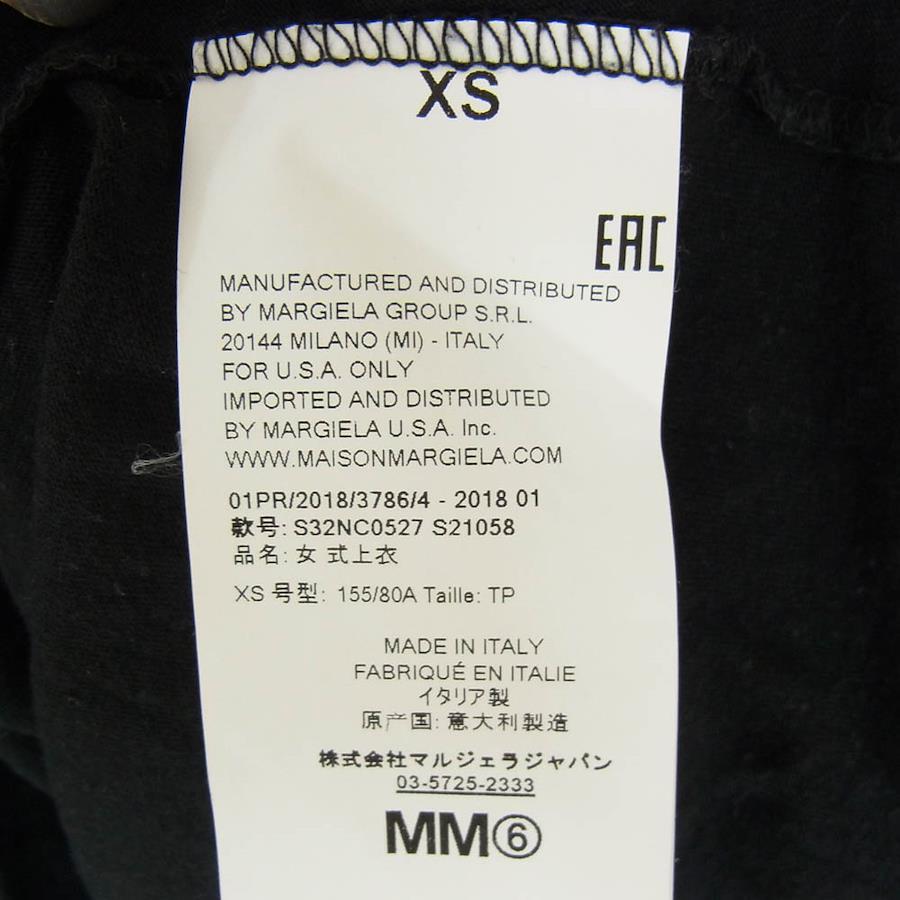 XS
EAC
MANUFACTURED AND DISTRIBUTED
BY MARGIELA GROUP S.R.L.
20144 MILANO (MI) - ITALY
FOR U.S.A. ONLY
IMPORTED AND DISTRIBUTED
BY MARGIELA U.S.A. Inc.
WWW.MAISONMARGIELA.COM
01PR/2018/3786/4 - 2018 01
款号: S32NC0527 S21058
品名: 女 式上衣
XS 号型: 155/80A Taille: TP
MADE IN ITALY
FABRIQUÉ EN ITALIE
イタリア製
原产国: 意大利製造
株式会社マルジェラジャパン
03-5725-2333
MM⑥